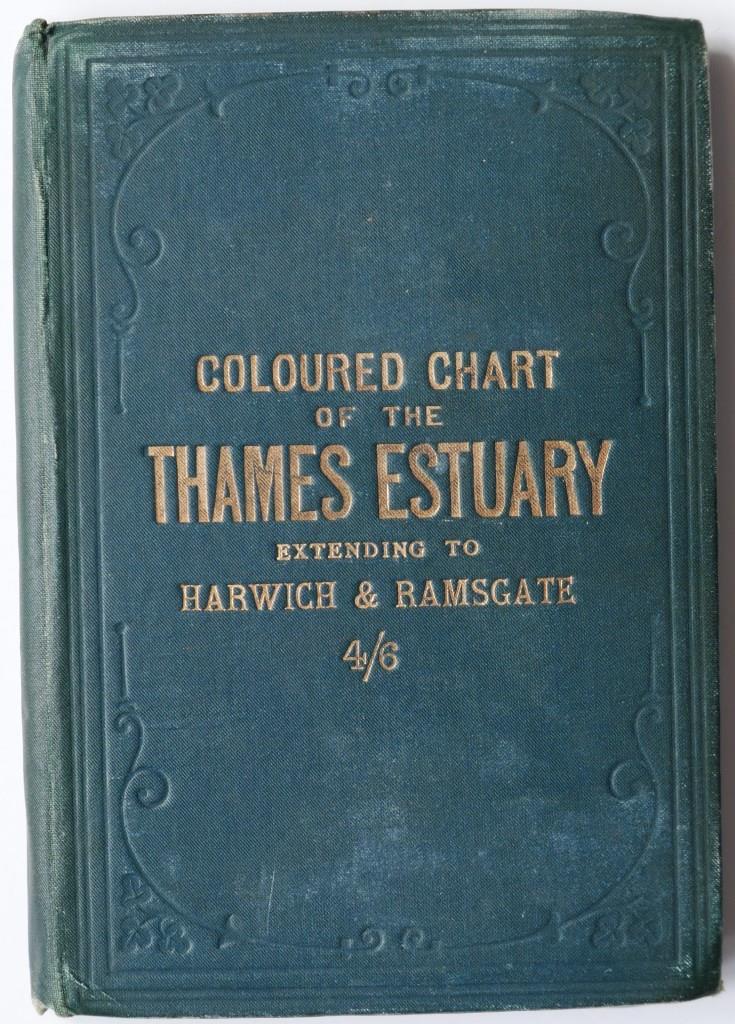 COLOURED CHART
OF THE
THAMES ESTUARY
EXTENDING TO
HARWICH & RAMSGATE
4/6